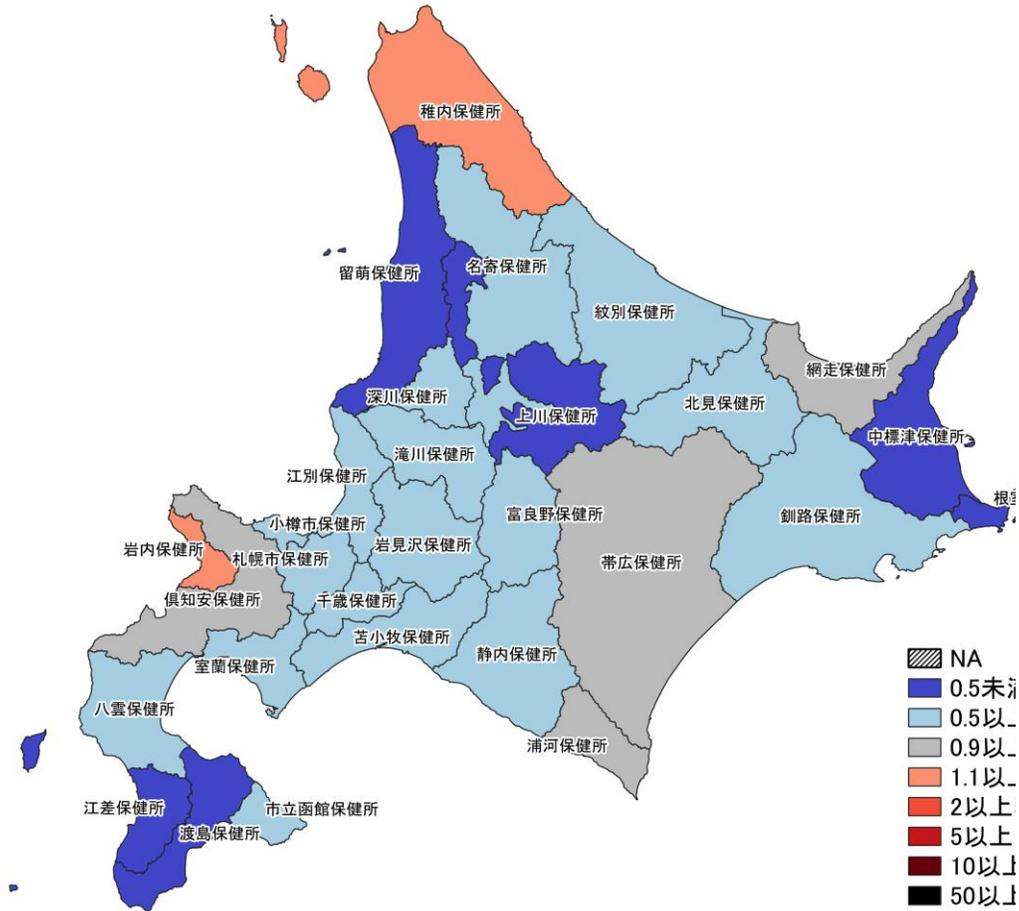 稚内保健所
留萌保健所
名寄保健所
紋別保健所
網走保健所
深川保健所
上川保健所
北見保健所
中標津保健所
滝川保健所
江別保健所
根室
小樽市保健所
富良野保健所
釧路保健所
岩見沢保健所
岩内保健所
札幌市保健所
帯広保健所
倶知安保健所
千歳保健所
苫小牧保健所
静内保健所
室蘭保健所
八雲保健所
浦河保健所
江差保健所
市立函館保健所
渡島保健所
NA
0.5未満
0.5以上
0.9以上
1.1以上
2以上
5以上
10以上
50以上